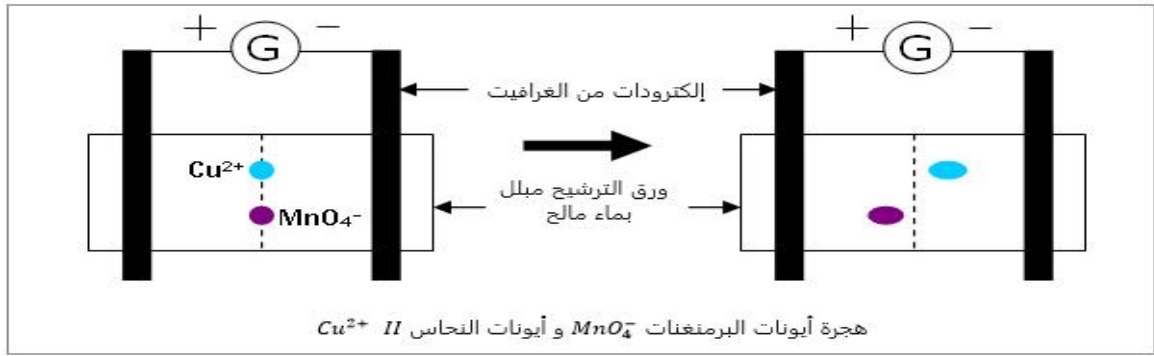 + G − + G −
إلكترودات من الغرافيت
Cu²⁺
MnO₄⁻
ورق الترشيح مبلل
بماء مالح
هجرة أيونات البرمنغنات MnO₄⁻ و أيونات النحاس Cu²⁺ II